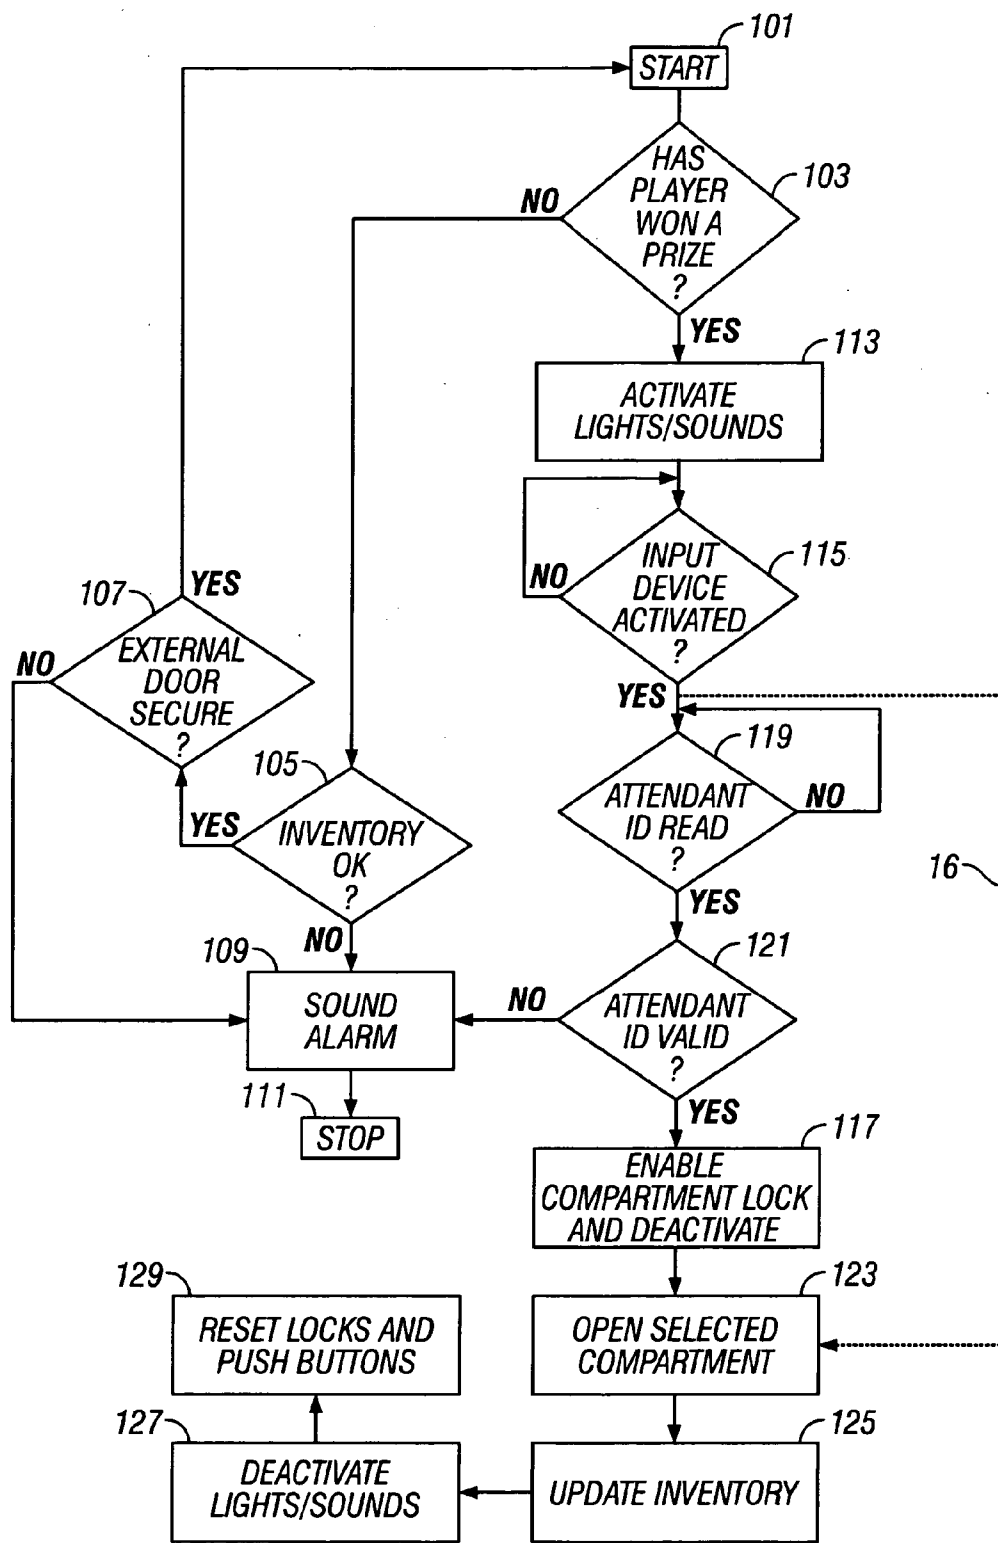 101
START
HAS
PLAYER
WON A
PRIZE
?
103
NO
YES
113
ACTIVATE
LIGHTS/SOUNDS
INPUT
DEVICE
ACTIVATED
?
115
NO
YES
107
EXTERNAL
DOOR
SECURE
?
YES
NO
119
ATTENDANT
ID READ
?
NO
YES
105
INVENTORY
OK
?
YES
NO
16
109
SOUND
ALARM
121
ATTENDANT
ID VALID
?
NO
YES
111
STOP
117
ENABLE
COMPARTMENT LOCK
AND DEACTIVATE
129
RESET LOCKS AND
PUSH BUTTONS
123
OPEN SELECTED
COMPARTMENT
127
DEACTIVATE
LIGHTS/SOUNDS
125
UPDATE INVENTORY